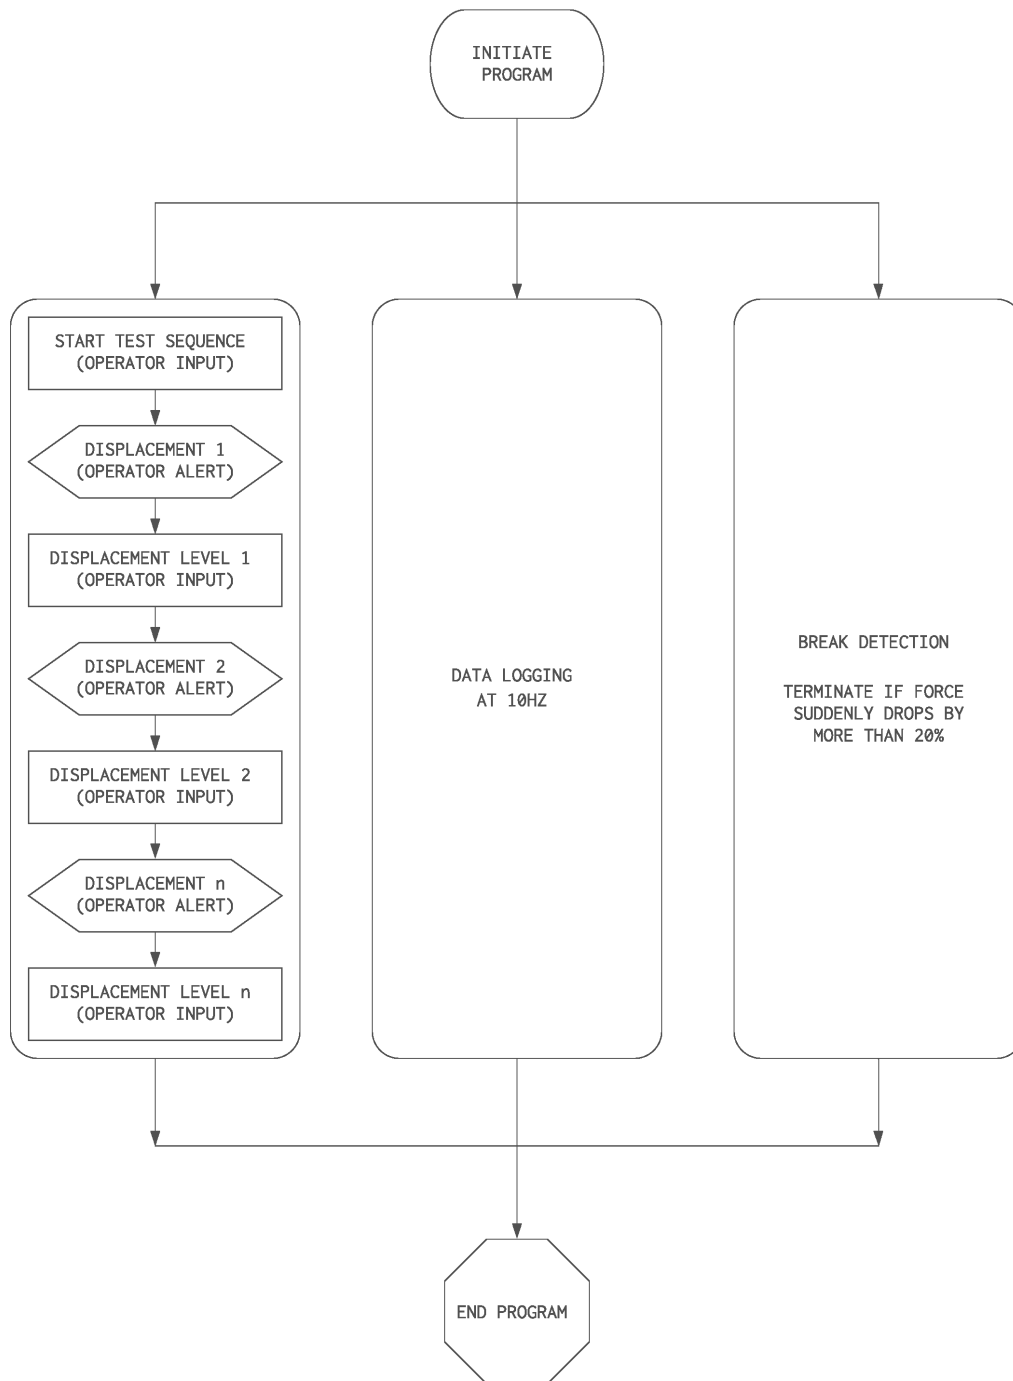 INITIATE
PROGRAM
START TEST SEQUENCE
(OPERATOR INPUT)
DISPLACEMENT 1
(OPERATOR ALERT)
DISPLACEMENT LEVEL 1
(OPERATOR INPUT)
DISPLACEMENT 2
(OPERATOR ALERT)
DISPLACEMENT LEVEL 2
(OPERATOR INPUT)
DISPLACEMENT n
(OPERATOR ALERT)
DISPLACEMENT LEVEL n
(OPERATOR INPUT)
DATA LOGGING
AT 10HZ
BREAK DETECTION
TERMINATE IF FORCE
SUDDENLY DROPS BY
MORE THAN 20%
END PROGRAM